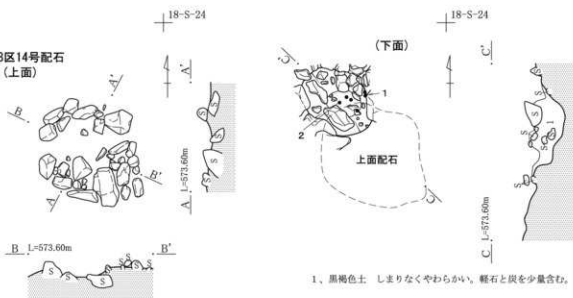 18-S-24
区14号配石
(上面)
A'
A'
B
B'
A
A L=573.60m
S
S
S
B L=573.60m B'
S
S
S
S
S
18-S-24
(下面)
C'
C'
1
2
上面配石
C
C L=573.60m
S
S
S
S
S
1
1、黒褐色土 しまりなくやわらかい。軽石と炭を少量含む。